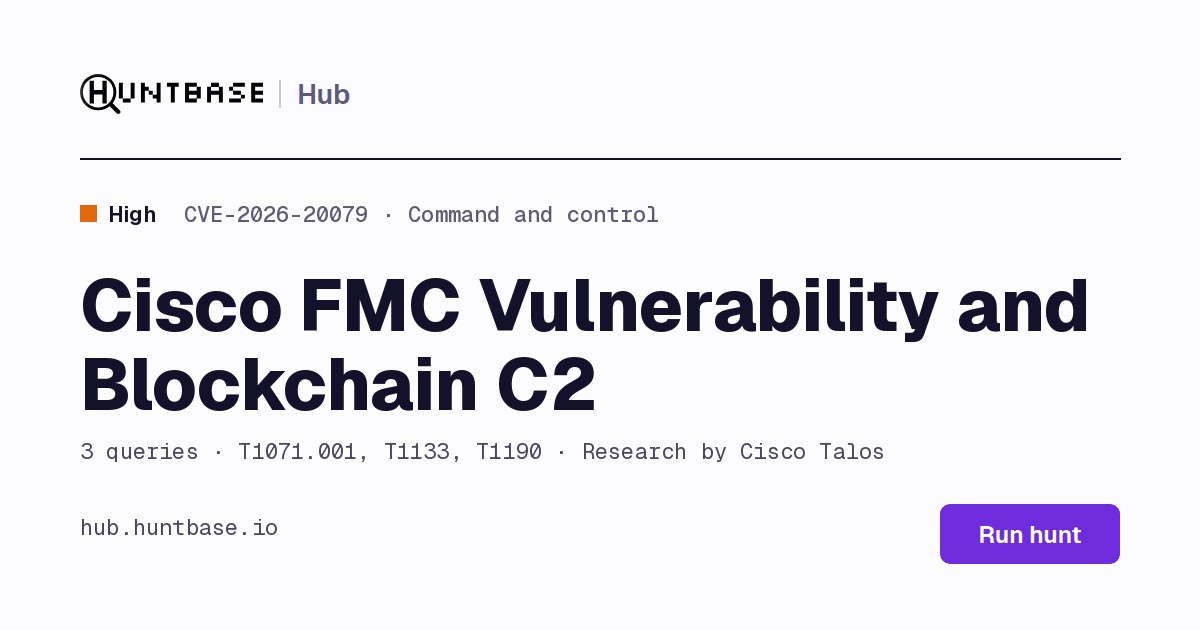 HUNTBASE | Hub
High CVE-2026-20079 · Command and control
Cisco FMC Vulnerability and
Blockchain C2
3 queries · T1071.001, T1133, T1190 · Research by Cisco Talos
hub.huntbase.io
Run hunt